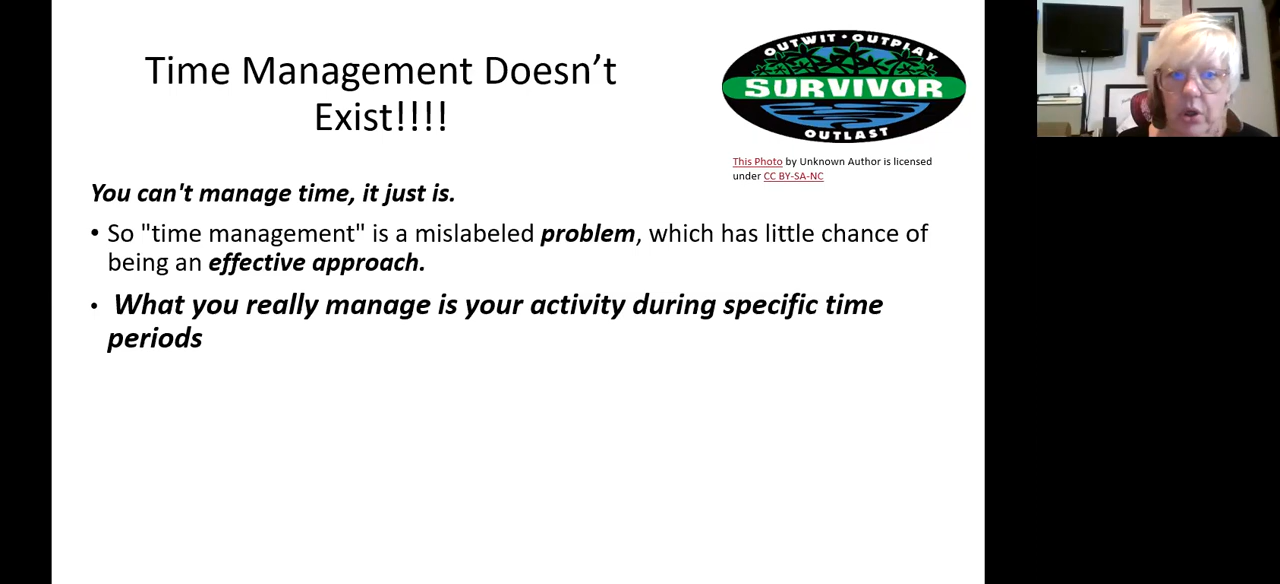 Time Management Doesn’t
Exist!!!!
OUTWIT • OUTPLAY
SURVIVOR
OUTLAST
This Photo by Unknown Author is licensed
under CC BY-SA-NC
You can't manage time, it just is.
• So "time management" is a mislabeled problem, which has little chance of
being an effective approach.
• What you really manage is your activity during specific time
periods